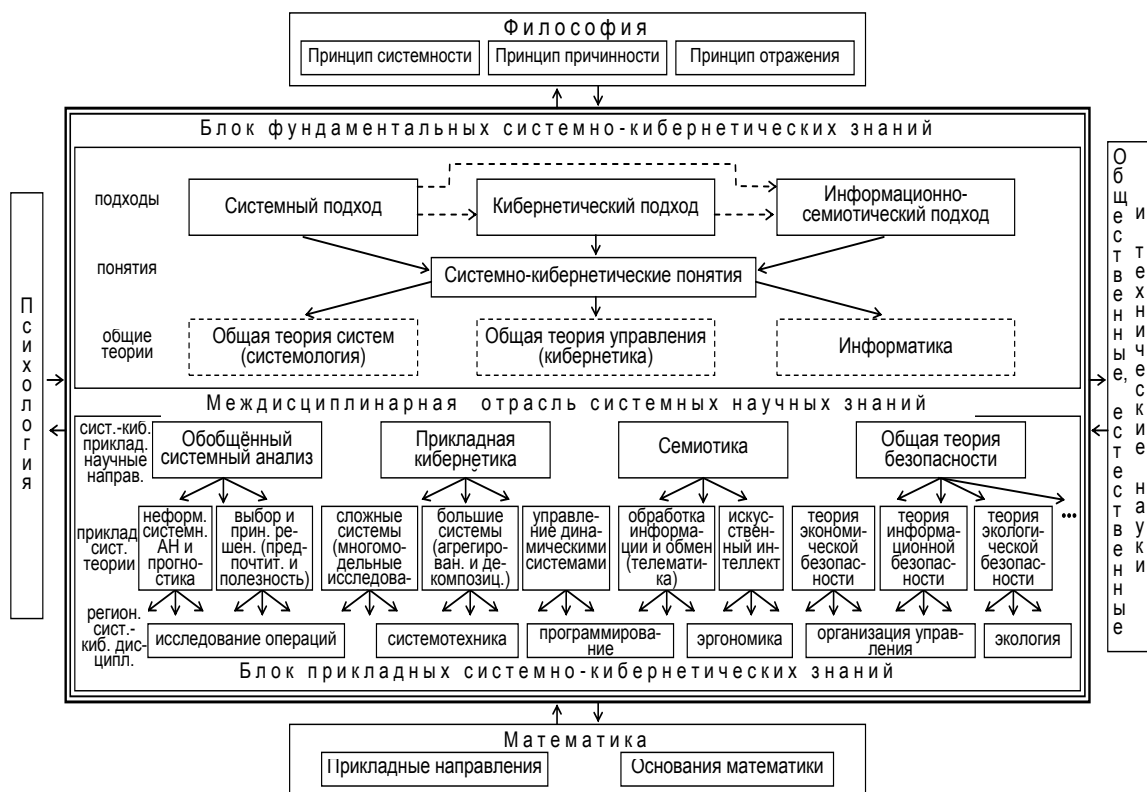 Философия
Принцип системности
Принцип причинности
Принцип отражения
Блок фундаментальных системно-кибернетических знаний
подходы
Системный подход
Кибернетический подход
Информационно-
семиотический подход
понятия
Системно-кибернетические понятия
общие
теории
Общая теория систем
(системология)
Общая теория управления
(кибернетика)
Информатика
Психология
Общественные, естественные
и технические науки
Междисциплинарная отрасль системных научных знаний
сист.-киб.
приклад.
научные
направ.
Обобщённый
системный анализ
Прикладная
кибернетика
Семиотика
Общая теория
безопасности
приклад.
сист.
теории
неформ.
системн.
АН и
прогно-
стика
выбор и
прин. ре-
шен. (пред-
почтит. и
полезность)
сложные
системы
(многомо-
дельные
исследова-
большие
системы
(агрегиро-
ван. и де-
композиц.)
управле-
ние дина-
мическими
системами
обработка
информа-
ции и обмен
(телемати-
ка)
искус-
ствен-
ный ин-
теллект
теория
экономи-
ческой
безопас-
ности
теория
инфор-
мационной
безопас-
ности
теория
экологи-
ческой
безопас-
ности
...
регион.
сист.-
киб. дис-
ципл.
исследование операций
системотехника
программирова-
ние
эргономика
организация управ-
ления
экология
Блок прикладных системно-кибернетических знаний
Математика
Прикладные направления
Основания математики